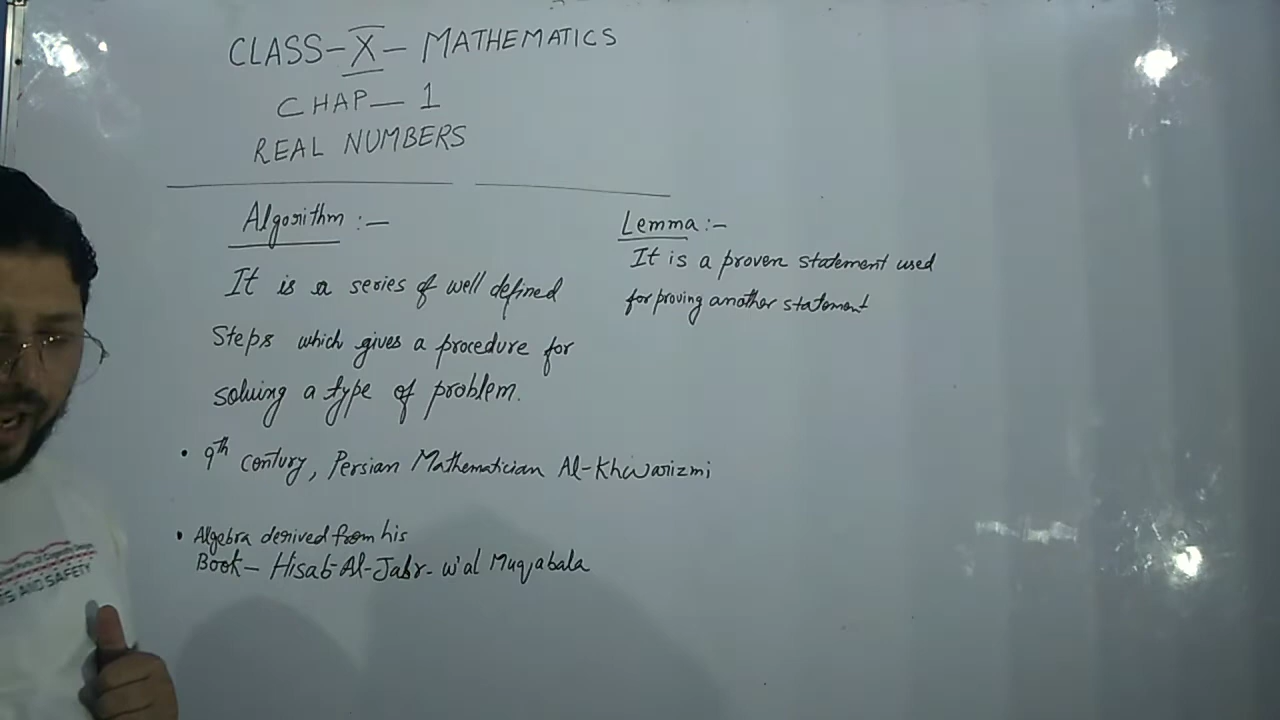 CLASS-X- MATHEMATICS
CHAP- 1
REAL NUMBERS
Algorithm :-
It is a series of well defined
Steps which gives a procedure for
solving a type of problem.
• 9th century, Persian Mathematician Al-Khwarizmi
• Algebra derived from his
Book- Hisab-Al-Jabr-w'al Muqabala
Lemma :-
It is a proven statement used
for proving another statement
AND SAFETY